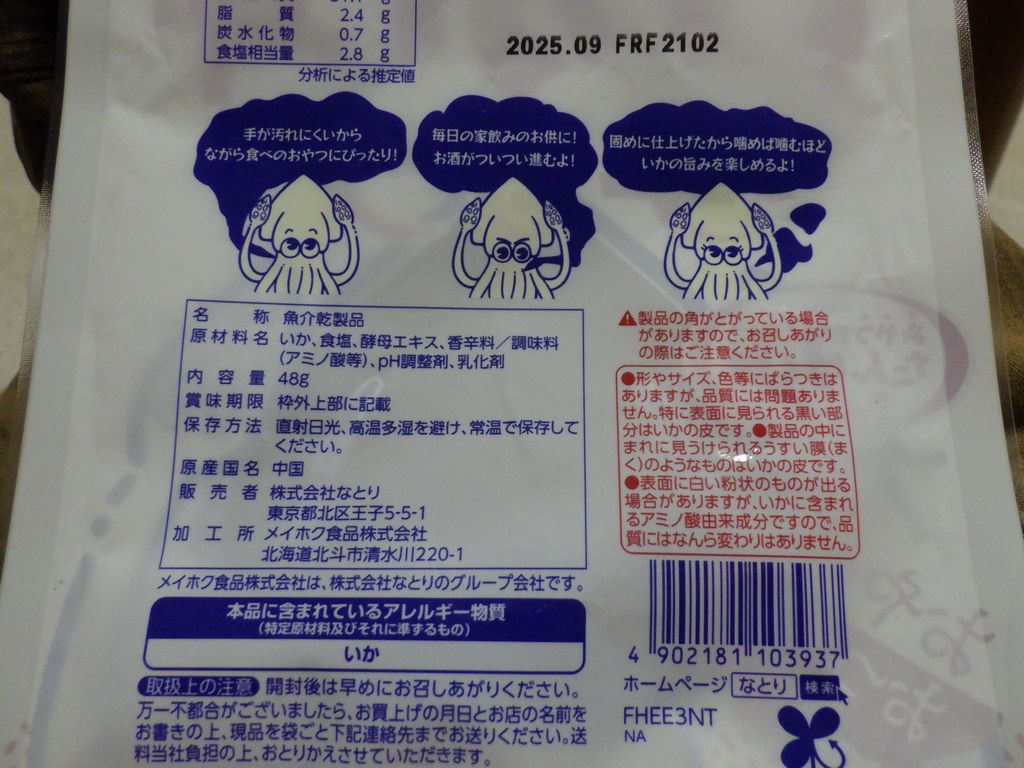 脂質 2.4 g
炭水化物 0.7 g
食塩相当量 2.8 g
分析による推定値
2025.09 FRF2102
手が汚れにくいから
ながら食べのおやつにぴったり!
毎日の家飲みのお供に!
お酒がついつい進むよ!
固めに仕上げたから噛めば噛むほど
いかの旨みを楽しめるよ!
名称 魚介乾製品
原材料名 いか、食塩、酵母エキス、香辛料/調味料
(アミノ酸等)、pH調整剤、乳化剤
内容量 48g
賞味期限 枠外上部に記載
保存方法 直射日光、高温多湿を避け、常温で保存して
ください。
原産国名 中国
販売者 株式会社なとり
東京都北区王子5-5-1
加工所 メイホク食品株式会社
北海道北斗市清水川220-1
メイホク食品株式会社は、株式会社なとりのグループ会社です。
本品に含まれているアレルギー物質
(特定原材料及びそれに準ずるもの)
いか
取扱上の注意 開封後は早めにお召しあがりください。
万一不都合がございましたら、お買上げの月日とお店の名前を
お書きの上、現品を袋ごと下記連絡先までお送りください。送
料当社負担の上、おとりかえさせていただきます。
製品の角がとがっている場合
がありますので、お召しあがり
の際はご注意ください。
●形やサイズ、色等にばらつきは
ありますが、品質には問題ありま
せん。特に表面に見られる黒い部
分はいかの皮です。●製品の中に
まれに見うけられるうすい膜(ま
く)のようなものはいかの皮です。
●表面に白い粉状のものが出る
場合がありますが、いかに含まれ
るアミノ酸由来成分ですので、品
質にはなんら変わりはありません。
4 902181 103937
ホームページ なとり 検索
FHEE3NT
NA